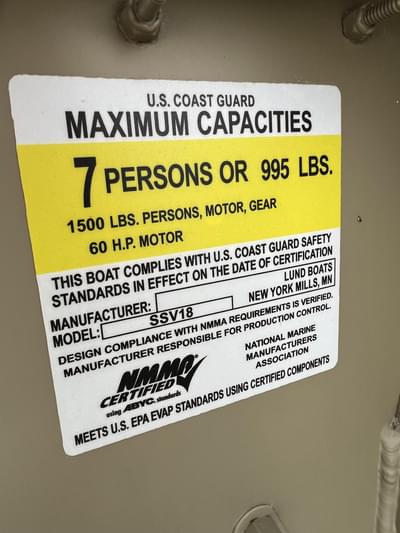 U.S. COAST GUARD
MAXIMUM CAPACITIES
7 PERSONS OR 995 LBS.
1500 LBS. PERSONS, MOTOR, GEAR
60 H.P. MOTOR
THIS BOAT COMPLIES WITH U.S. COAST GUARD SAFETY
STANDARDS IN EFFECT ON THE DATE OF CERTIFICATION
MANUFACTURER: LUND BOATS
NEW YORK MILLS, MN
MODEL: SSV18
DESIGN COMPLIANCE WITH NMMA REQUIREMENTS IS VERIFIED.
MANUFACTURER RESPONSIBLE FOR PRODUCTION CONTROL.
NMMA
CERTIFIED
using ABYC standards
NATIONAL MARINE
MANUFACTURERS
ASSOCIATION
MEETS U.S. EPA EVAP STANDARDS USING CERTIFIED COMPONENTS